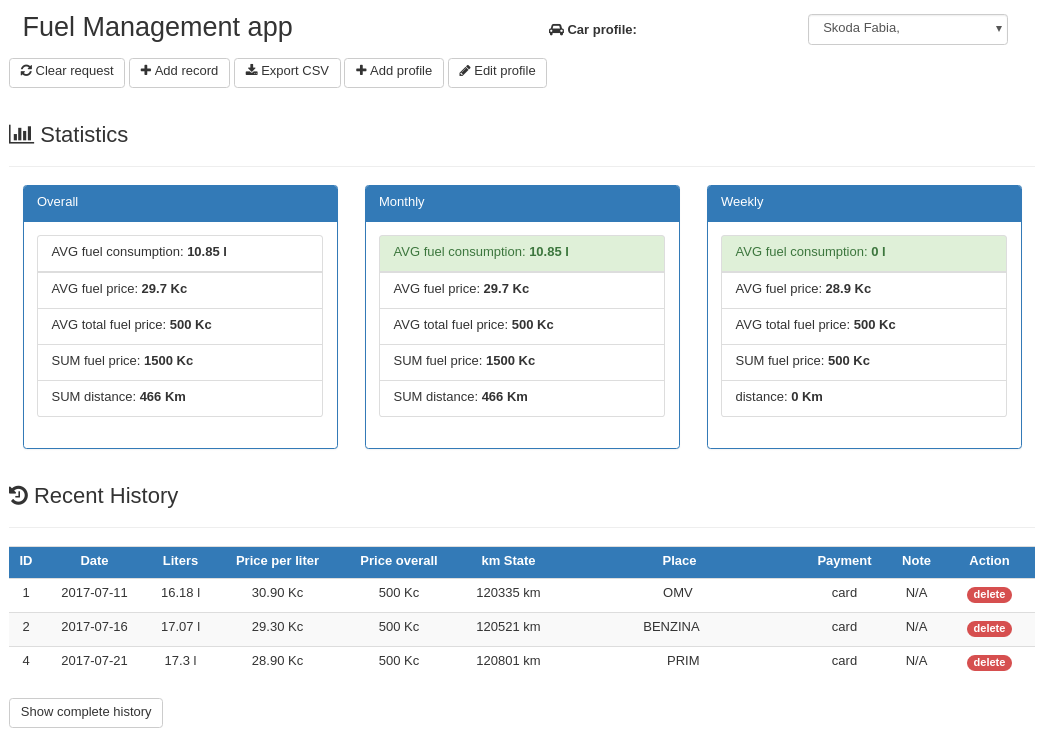 Fuel Management app
Car profile:
Skoda Fabia,
Clear request Add record Export CSV Add profile Edit profile
Statistics
Overall
AVG fuel consumption: 10.85 l
AVG fuel price: 29.7 Kc
AVG total fuel price: 500 Kc
SUM fuel price: 1500 Kc
SUM distance: 466 Km
Monthly
AVG fuel consumption: 10.85 l
AVG fuel price: 29.7 Kc
AVG total fuel price: 500 Kc
SUM fuel price: 1500 Kc
SUM distance: 466 Km
Weekly
AVG fuel consumption: 0 l
AVG fuel price: 28.9 Kc
AVG total fuel price: 500 Kc
SUM fuel price: 500 Kc
distance: 0 Km
Recent History
ID Date Liters Price per liter Price overall km State Place Payment Note Action
1 2017-07-11 16.18 l 30.90 Kc 500 Kc 120335 km OMV card N/A delete
2 2017-07-16 17.07 l 29.30 Kc 500 Kc 120521 km BENZINA card N/A delete
4 2017-07-21 17.3 l 28.90 Kc 500 Kc 120801 km PRIM card N/A delete
Show complete history